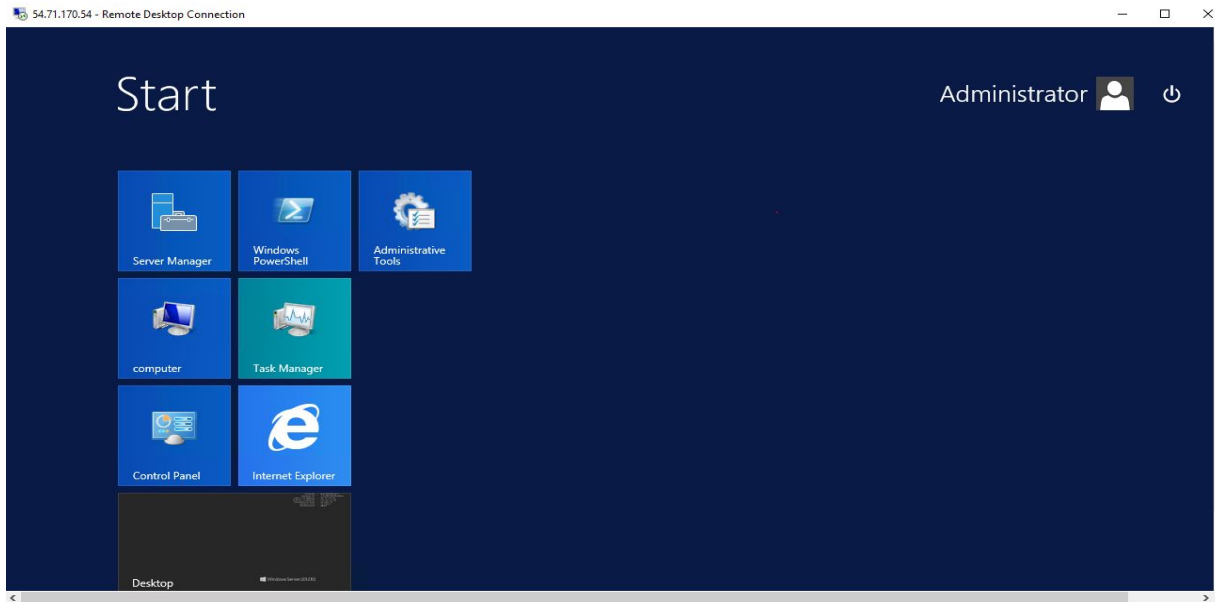 54.71.170.54 - Remote Desktop Connection
Start
Administrator
Server Manager
Windows
PowerShell
Administrative
Tools
computer
Task Manager
Control Panel
Internet Explorer
Desktop